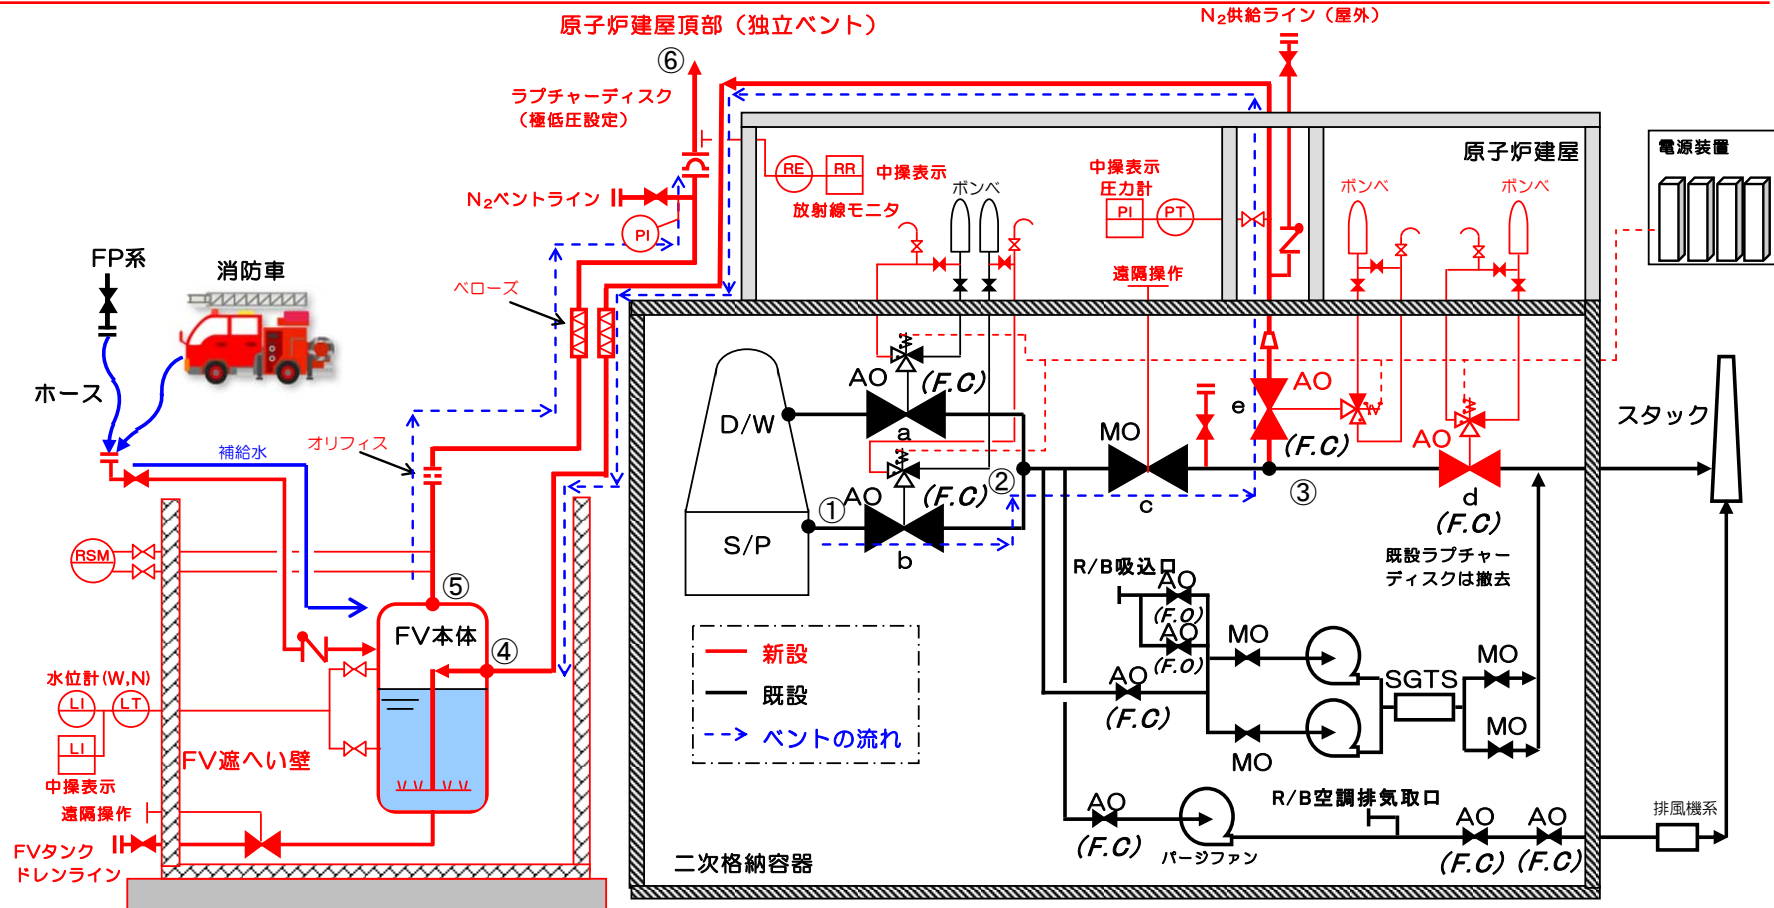 原子炉建屋頂部（独立ベント）
N₂供給ライン（屋外）
⑥
ラプチャーディスク
（極低圧設定）
RE
RR
中操表示
放射線モニタ
ボンベ
中操表示
圧力計
PI
PT
遠隔操作
原子炉建屋
ボンベ
ボンベ
電源装置
N₂ベントライン
PI
FP系
消防車
ベローズ
ホース
補給水
オリフィス
AO
(F.C)
D/W
a
S/P
①
AO
(F.C)
②
b
MO
c
AO
e
(F.C)
③
AO
d
(F.C)
スタック
既設ラプチャー
ディスクは撤去
RSM
⑤
FV本体
④
水位計(W,N)
LI
LT
LI
中操表示
遠隔操作
FV遮へい壁
FVタンク
ドレンライン
新設
既設
ベントの流れ
R/B吸込口
AO
(F.O)
AO
(F.O)
AO
(F.C)
MO
MO
SGTS
MO
MO
R/B空調排気取口
AO
(F.C)
パージファン
AO
(F.C)
AO
(F.C)
排風機系
二次格納容器